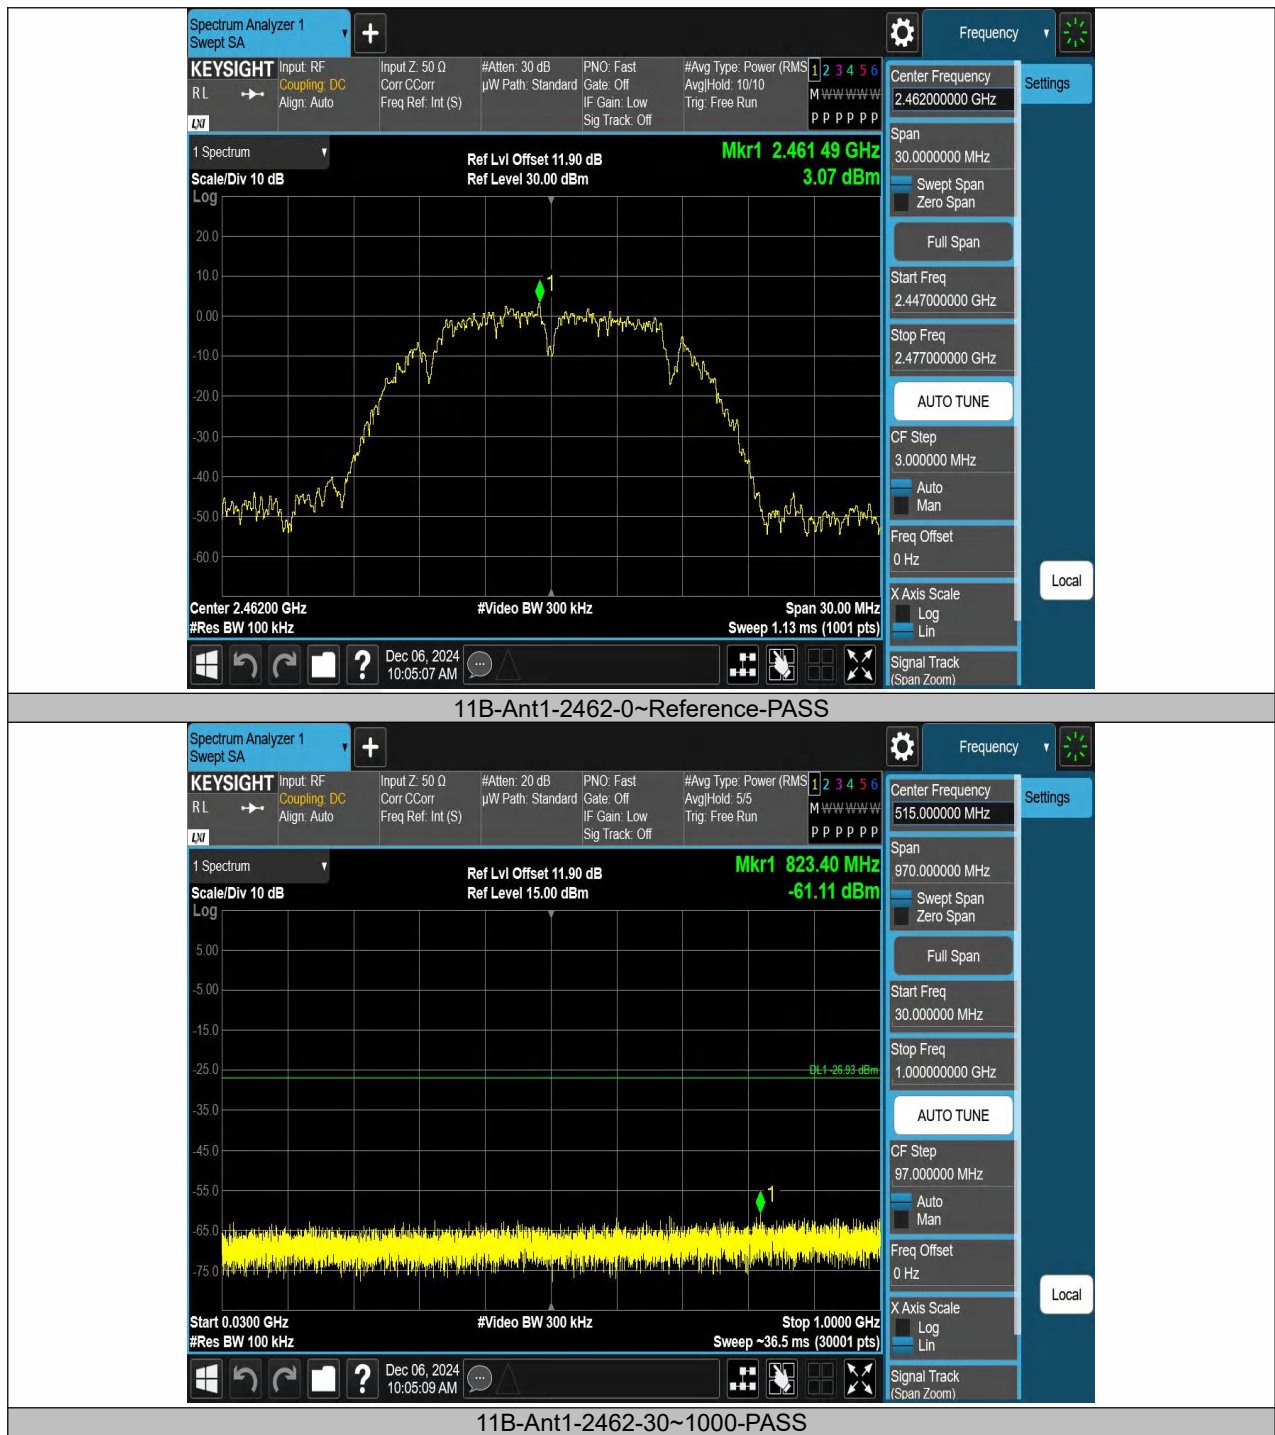 Spectrum Analyzer 1
Swept SA
Frequency
KEYSIGHT
R L
LXI
Input: RF
Coupling: DC
Align: Auto
Input Z: 50 Ω
Corr CCorr
Freq Ref: Int (S)
#Atten: 30 dB
µW Path: Standard
PNO: Fast
Gate: Off
IF Gain: Low
Sig Track: Off
#Avg Type: Power (RMS
Avg|Hold: 10/10
Trig: Free Run
1 2 3 4 5 6
M W W W W W
P P P P P P
1 Spectrum
Scale/Div 10 dB
Log
Ref Lvl Offset 11.90 dB
Ref Level 30.00 dBm
Mkr1 2.461 49 GHz
3.07 dBm
20.0
10.0
0.00
-10.0
-20.0
-30.0
-40.0
-50.0
-60.0
1
Center 2.46200 GHz
#Res BW 100 kHz
#Video BW 300 kHz
Span 30.00 MHz
Sweep 1.13 ms (1001 pts)
Dec 06, 2024
10:05:07 AM
?
Center Frequency
2.462000000 GHz
Settings
Span
30.0000000 MHz
Swept Span
Zero Span
Full Span
Start Freq
2.447000000 GHz
Stop Freq
2.477000000 GHz
AUTO TUNE
CF Step
3.000000 MHz
Auto
Man
Freq Offset
0 Hz
X Axis Scale
Log
Lin
Signal Track
(Span Zoom)
Local
11B-Ant1-2462-0~Reference-PASS
Spectrum Analyzer 1
Swept SA
Frequency
KEYSIGHT
R L
LXI
Input: RF
Coupling: DC
Align: Auto
Input Z: 50 Ω
Corr CCorr
Freq Ref: Int (S)
#Atten: 20 dB
µW Path: Standard
PNO: Fast
Gate: Off
IF Gain: Low
Sig Track: Off
#Avg Type: Power (RMS
Avg|Hold: 5/5
Trig: Free Run
1 2 3 4 5 6
M W W W W W
P P P P P P
1 Spectrum
Scale/Div 10 dB
Log
Ref Lvl Offset 11.90 dB
Ref Level 15.00 dBm
Mkr1 823.40 MHz
-61.11 dBm
5.00
-5.00
-15.0
-25.0
-35.0
-45.0
-55.0
-65.0
-75.0
DL1 -26.93 dBm
1
Start 0.0300 GHz
#Res BW 100 kHz
#Video BW 300 kHz
Stop 1.0000 GHz
Sweep ~36.5 ms (30001 pts)
Dec 06, 2024
10:05:09 AM
?
Center Frequency
515.000000 MHz
Settings
Span
970.000000 MHz
Swept Span
Zero Span
Full Span
Start Freq
30.000000 MHz
Stop Freq
1.000000000 GHz
AUTO TUNE
CF Step
97.000000 MHz
Auto
Man
Freq Offset
0 Hz
X Axis Scale
Log
Lin
Signal Track
(Span Zoom)
Local
11B-Ant1-2462-30~1000-PASS